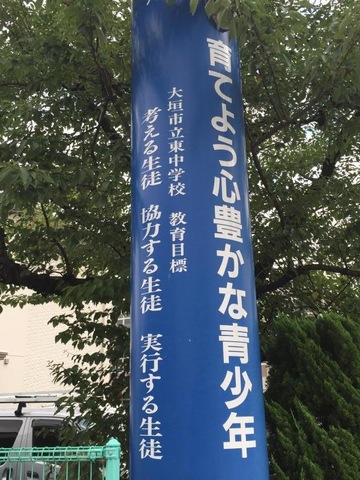 育てよう心豊かな青少年
大垣市立東中学校 教育目標
考える生徒 協力する生徒 実行する生徒